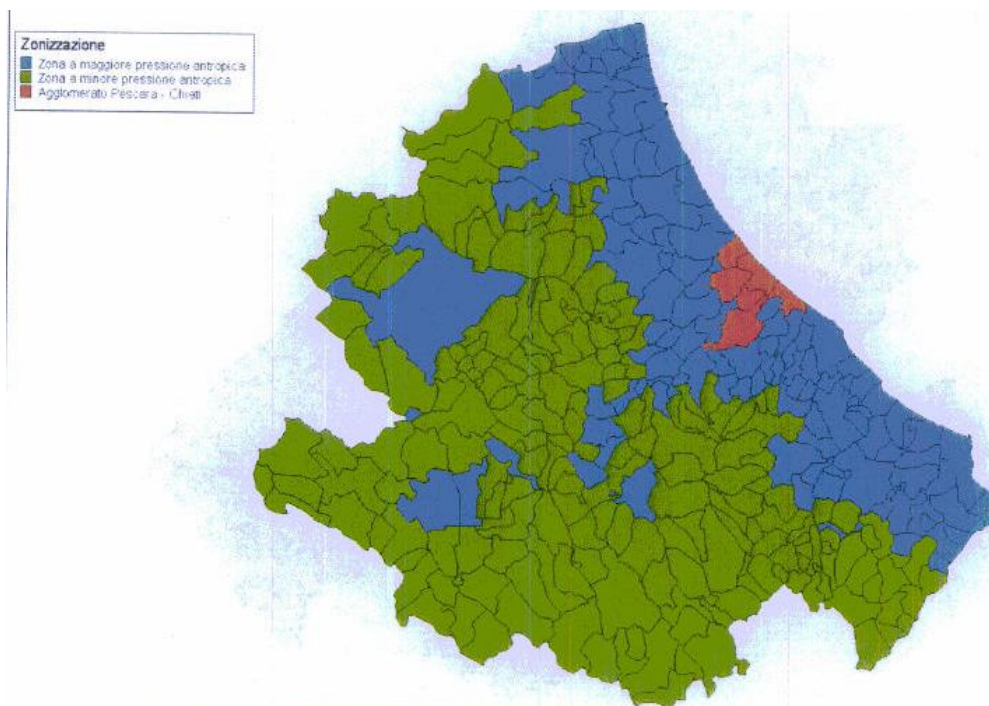 Zonizzazione
Zona a maggiore pressione antropica
Zona a minore pressione antropica
Agglomerato Pescara - Chieti